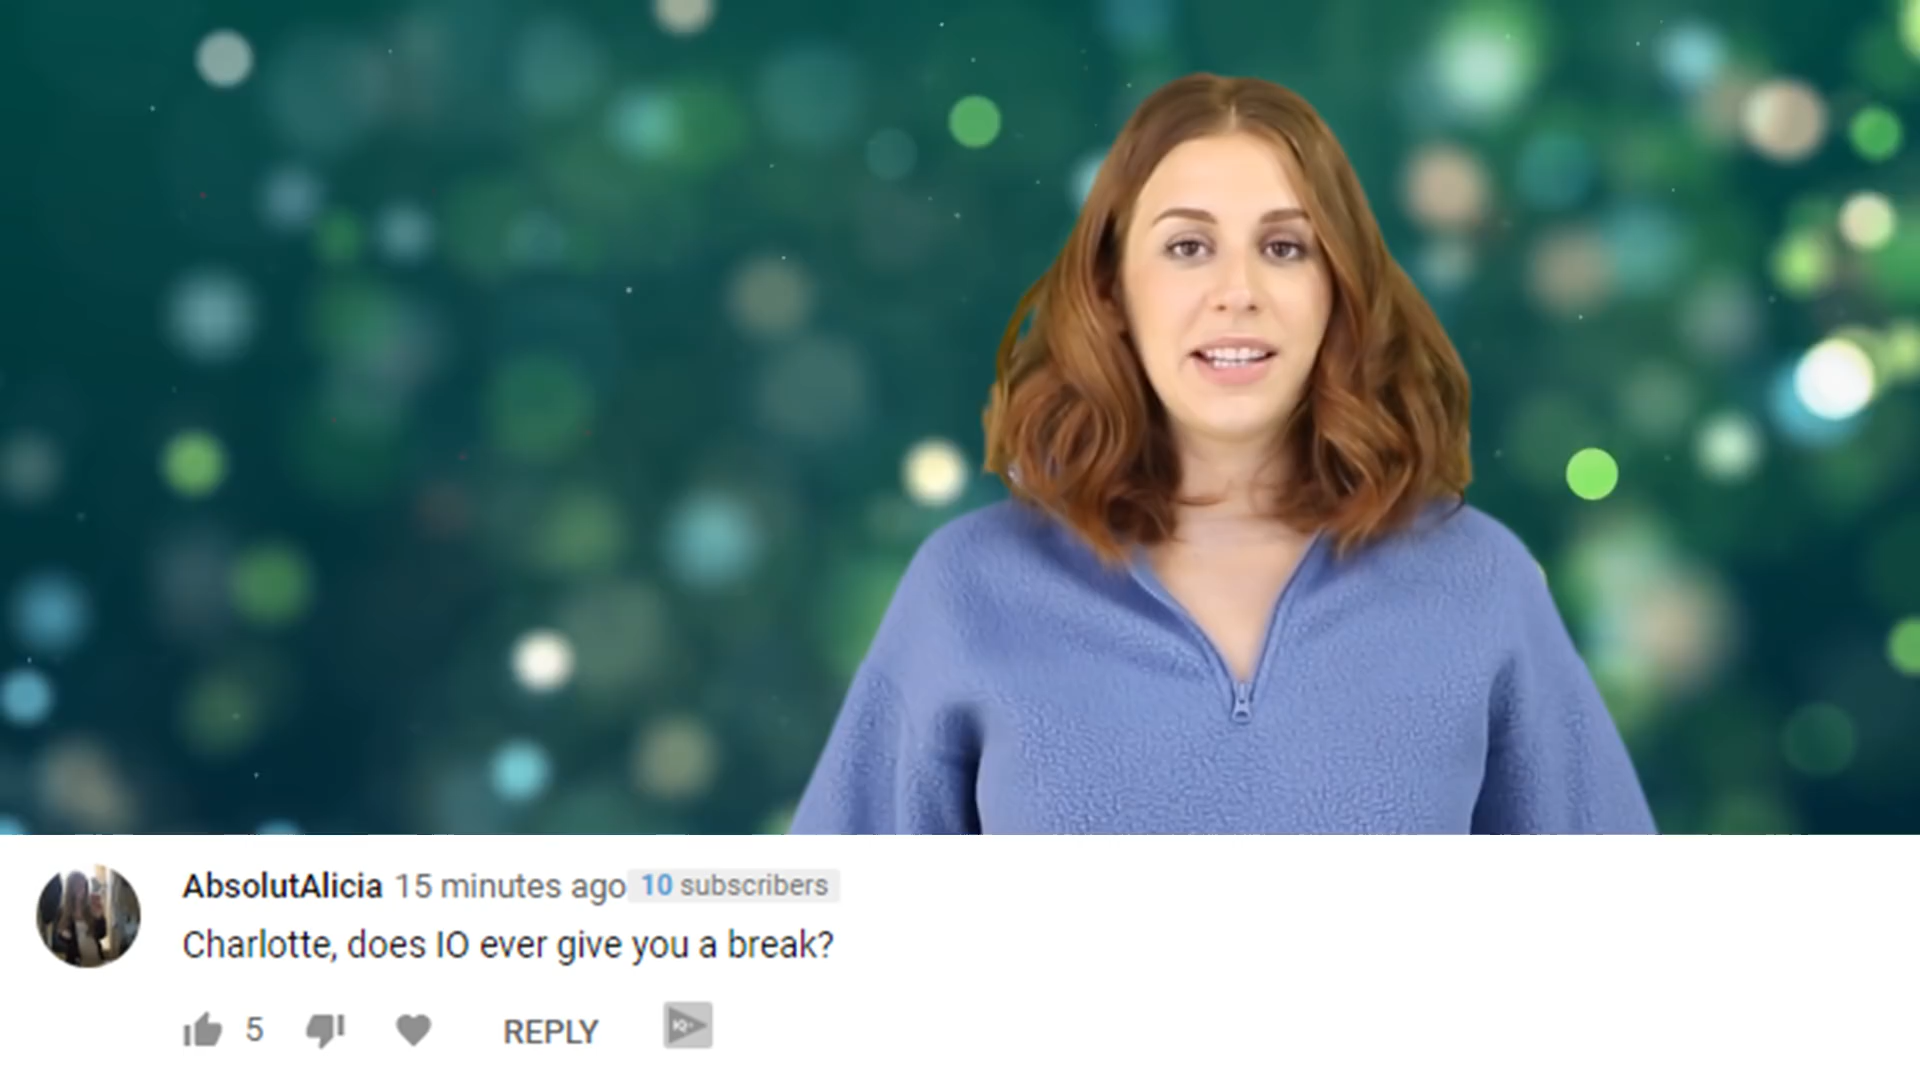 AbsolutAlicia 15 minutes ago 10 subscribers
Charlotte, does IO ever give you a break?
5 REPLY